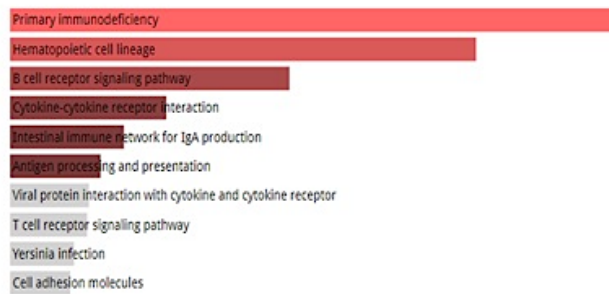 Primary immunodeficiency
Hematopoietic cell lineage
B cell receptor signaling pathway
Cytokine-cytokine receptor interaction
Intestinal immune network for IgA production
Antigen processing and presentation
Viral protein interaction with cytokine and cytokine receptor
T cell receptor signaling pathway
Yersinia infection
Cell adhesion molecules